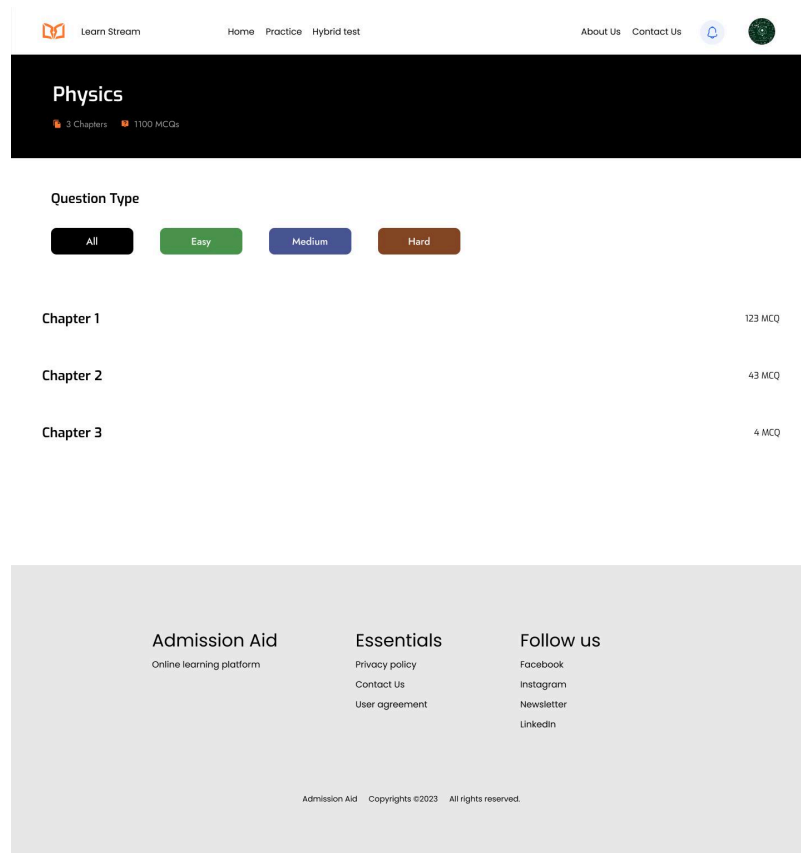 Learn Stream Home Practice Hybrid test About Us Contact Us
Physics
3 Chapters 1100 MCQs
Question Type
All Easy Medium Hard
Chapter 1 123 MCQ
Chapter 2 43 MCQ
Chapter 3 4 MCQ
Admission Aid Essentials Follow us
Online learning platform Privacy policy Facebook
Contact Us Instagram
User agreement Newsletter
LinkedIn
Admission Aid Copyrights ©2023 All rights reserved.